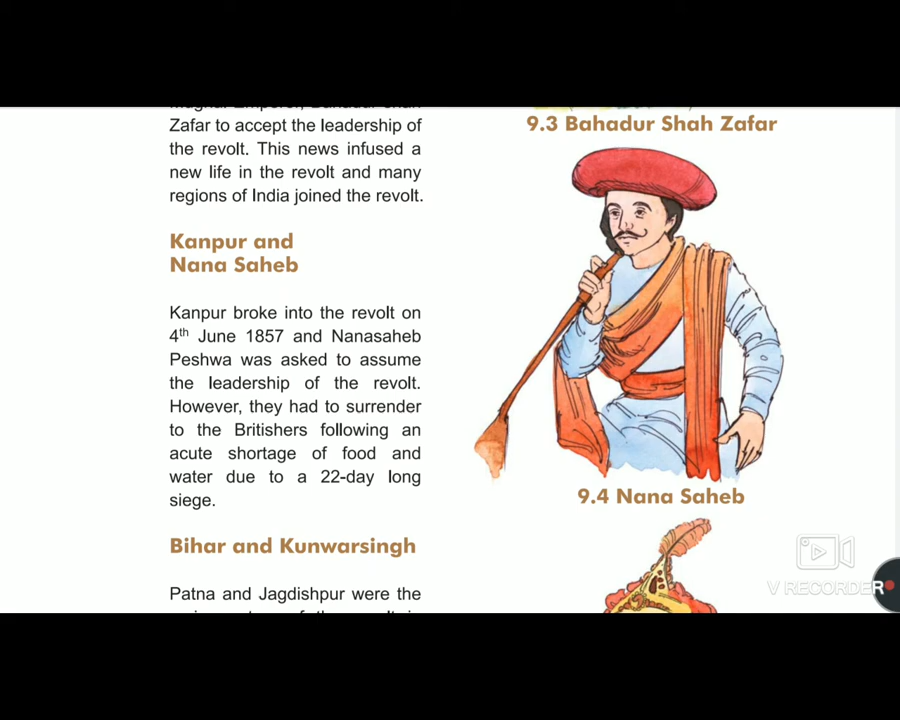 Zafar to accept the leadership of
the revolt. This news infused a
new life in the revolt and many
regions of India joined the revolt.
Kanpur and
Nana Saheb
Kanpur broke into the revolt on
4th June 1857 and Nanasaheb
Peshwa was asked to assume
the leadership of the revolt.
However, they had to surrender
to the Britishers following an
acute shortage of food and
water due to a 22-day long
siege.
Bihar and Kunwarsingh
Patna and Jagdishpur were the
9.3 Bahadur Shah Zafar
9.4 Nana Saheb
V RECORDER